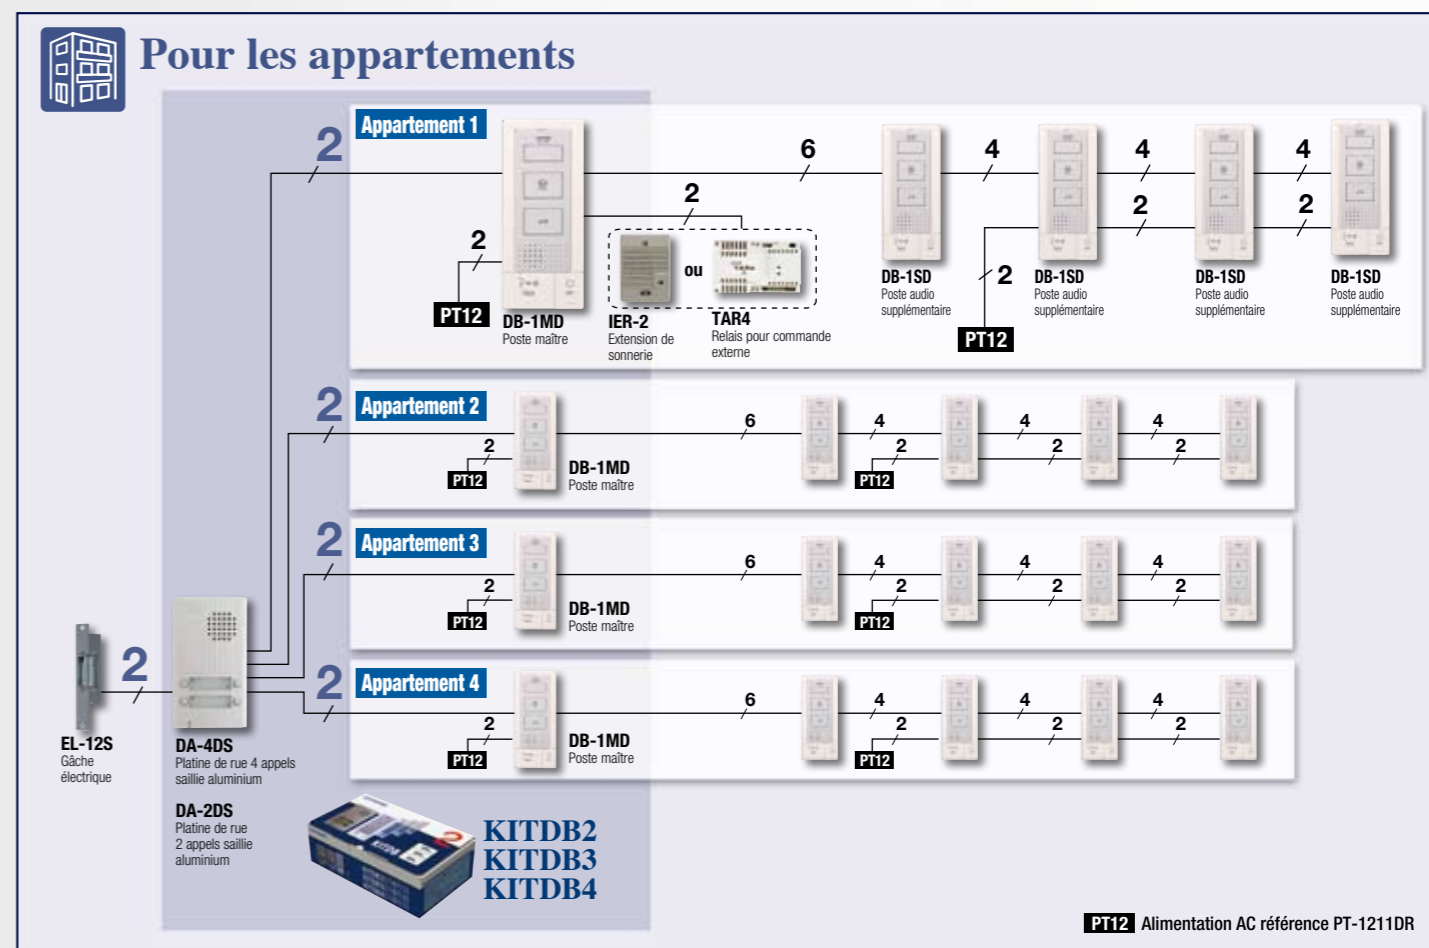 Pour les appartements
Appartement 1
2
6
4
4
4
2
2
2
2
2
PT12
PT12
ou
DB-1MD
Poste maître
IER-2
Extension de
sonnerie
TAR4
Relais pour commande
externe
DB-1SD
Poste audio
supplémentaire
DB-1SD
Poste audio
supplémentaire
DB-1SD
Poste audio
supplémentaire
DB-1SD
Poste audio
supplémentaire
Appartement 2
2
6
4
4
4
2
2
2
2
PT12
PT12
DB-1MD
Poste maître
Appartement 3
2
6
4
4
4
2
2
2
2
PT12
PT12
DB-1MD
Poste maître
Appartement 4
2
6
4
4
4
2
2
2
2
PT12
PT12
DB-1MD
Poste maître
2
EL-12S
Gâche
électrique
DA-4DS
Platine de rue 4 appels
saillie aluminium
DA-2DS
Platine de rue
2 appels saillie
aluminium
KITDB2
KITDB3
KITDB4
PT12 Alimentation AC référence PT-1211DR